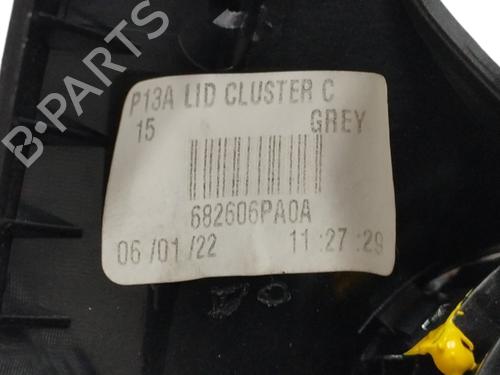 P13A LID CLUSTER C
15 GREY
682606PA0A
06/01/22 11:27:29
B-PARTS